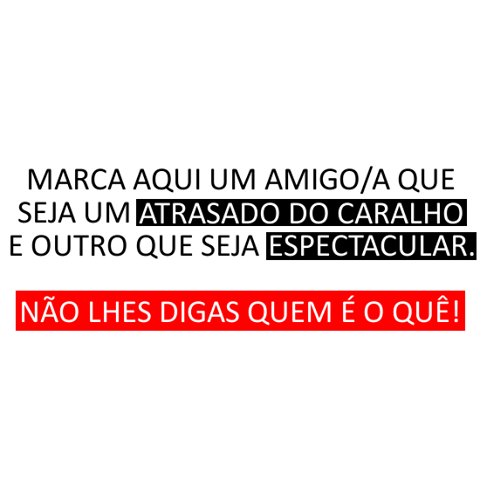 MARCA AQUI UM AMIGO/A QUE
SEJA UM ATRASADO DO CARALHO
E OUTRO QUE SEJA ESPECTACULAR.
NÃO LHES DIGAS QUEM É O QUÊ!